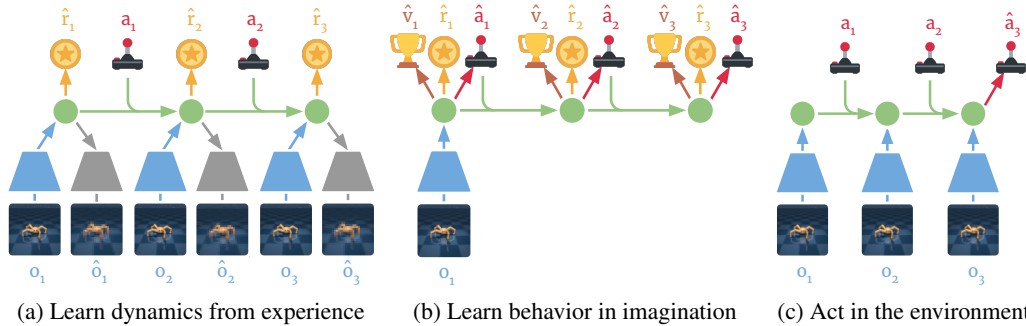 r̂₁ a₁ r̂₂ a₂ r̂₃
o₁ ô₁ o₂ ô₂ o₃ ô₃
(a) Learn dynamics from experience
v̂₁ r̂₁ â₁ v̂₂ r̂₂ â₂ v̂₃ r̂₃ â₃
o₁
(b) Learn behavior in imagination
a₁ a₂ â₃
o₁ o₂ o₃
(c) Act in the environment